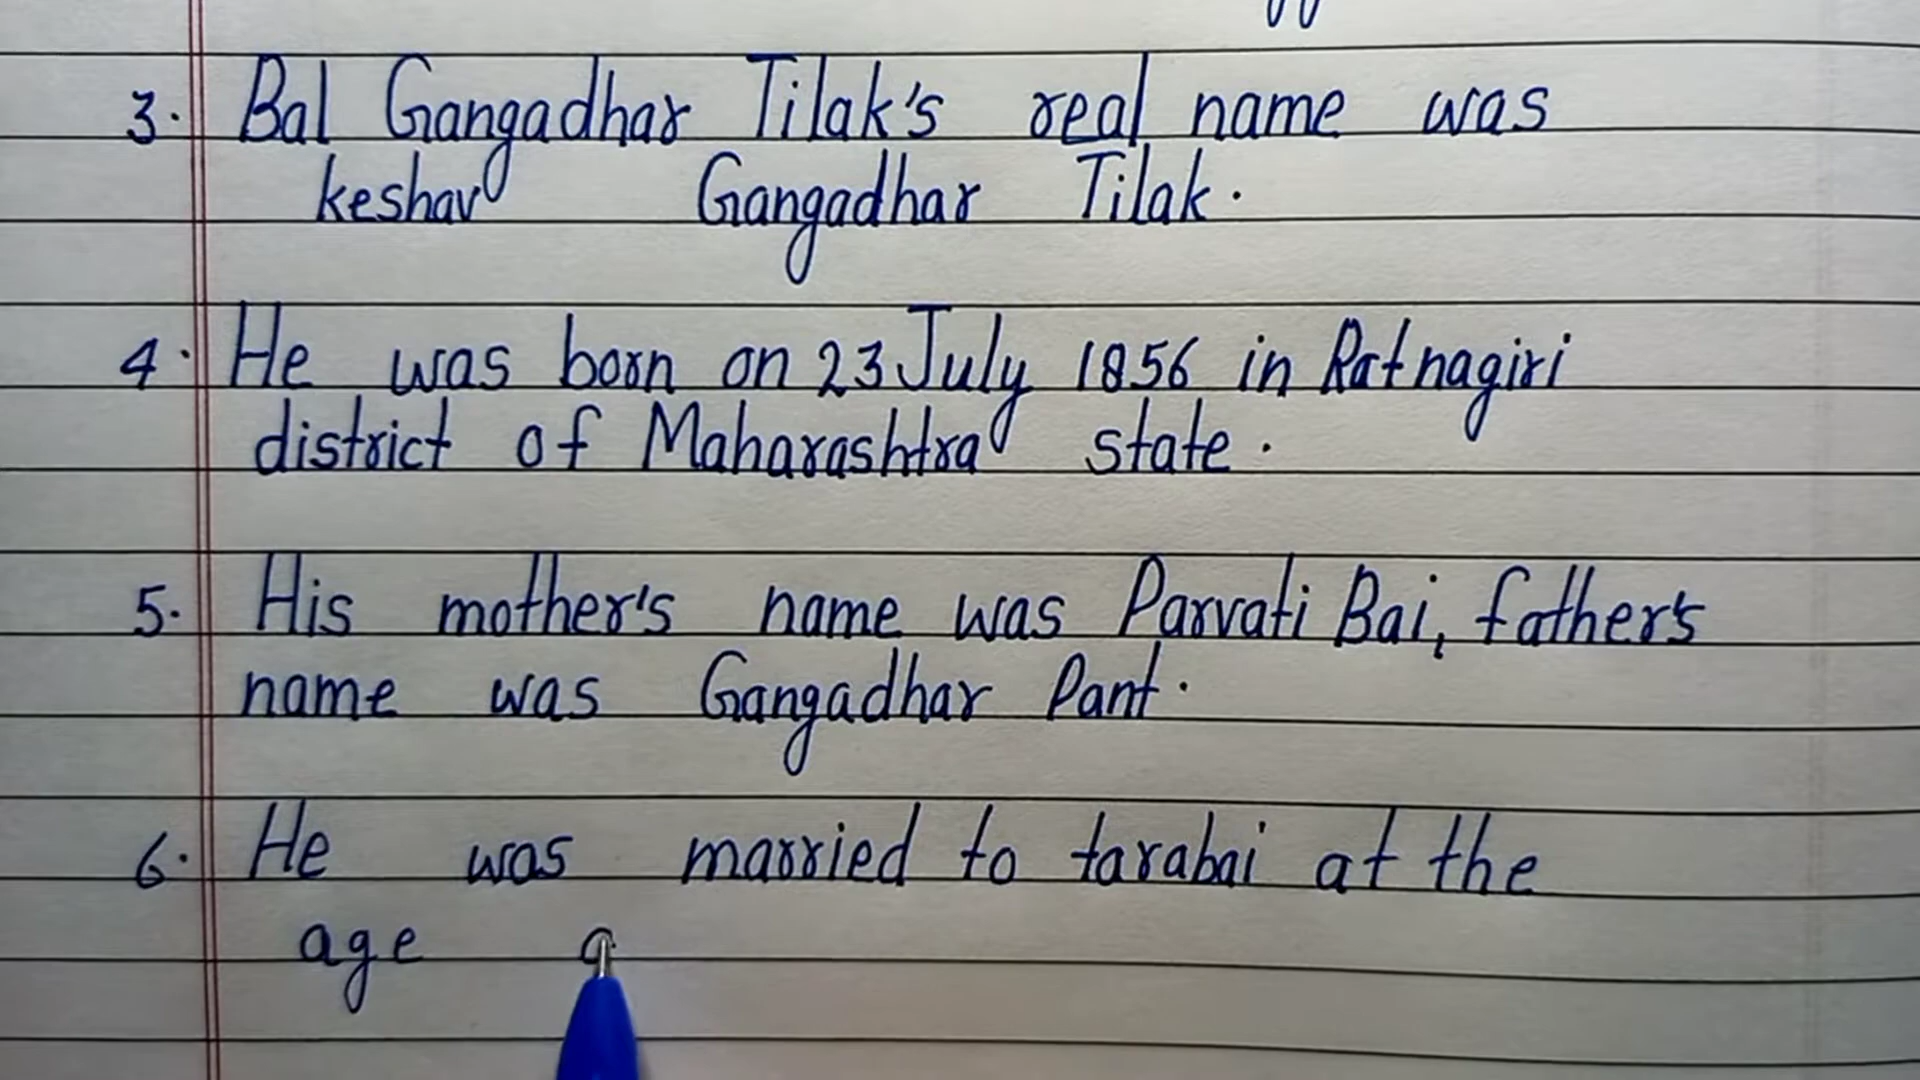 3. Bal Gangadhar Tilak's real name was
keshav Gangadhar Tilak.
4. He was born on 23 July 1856 in Ratnagiri
district of Maharashtra state.
5. His mother's name was Parvati Bai, father's
name was Gangadhar Pant.
6. He was married to tarabai at the
age